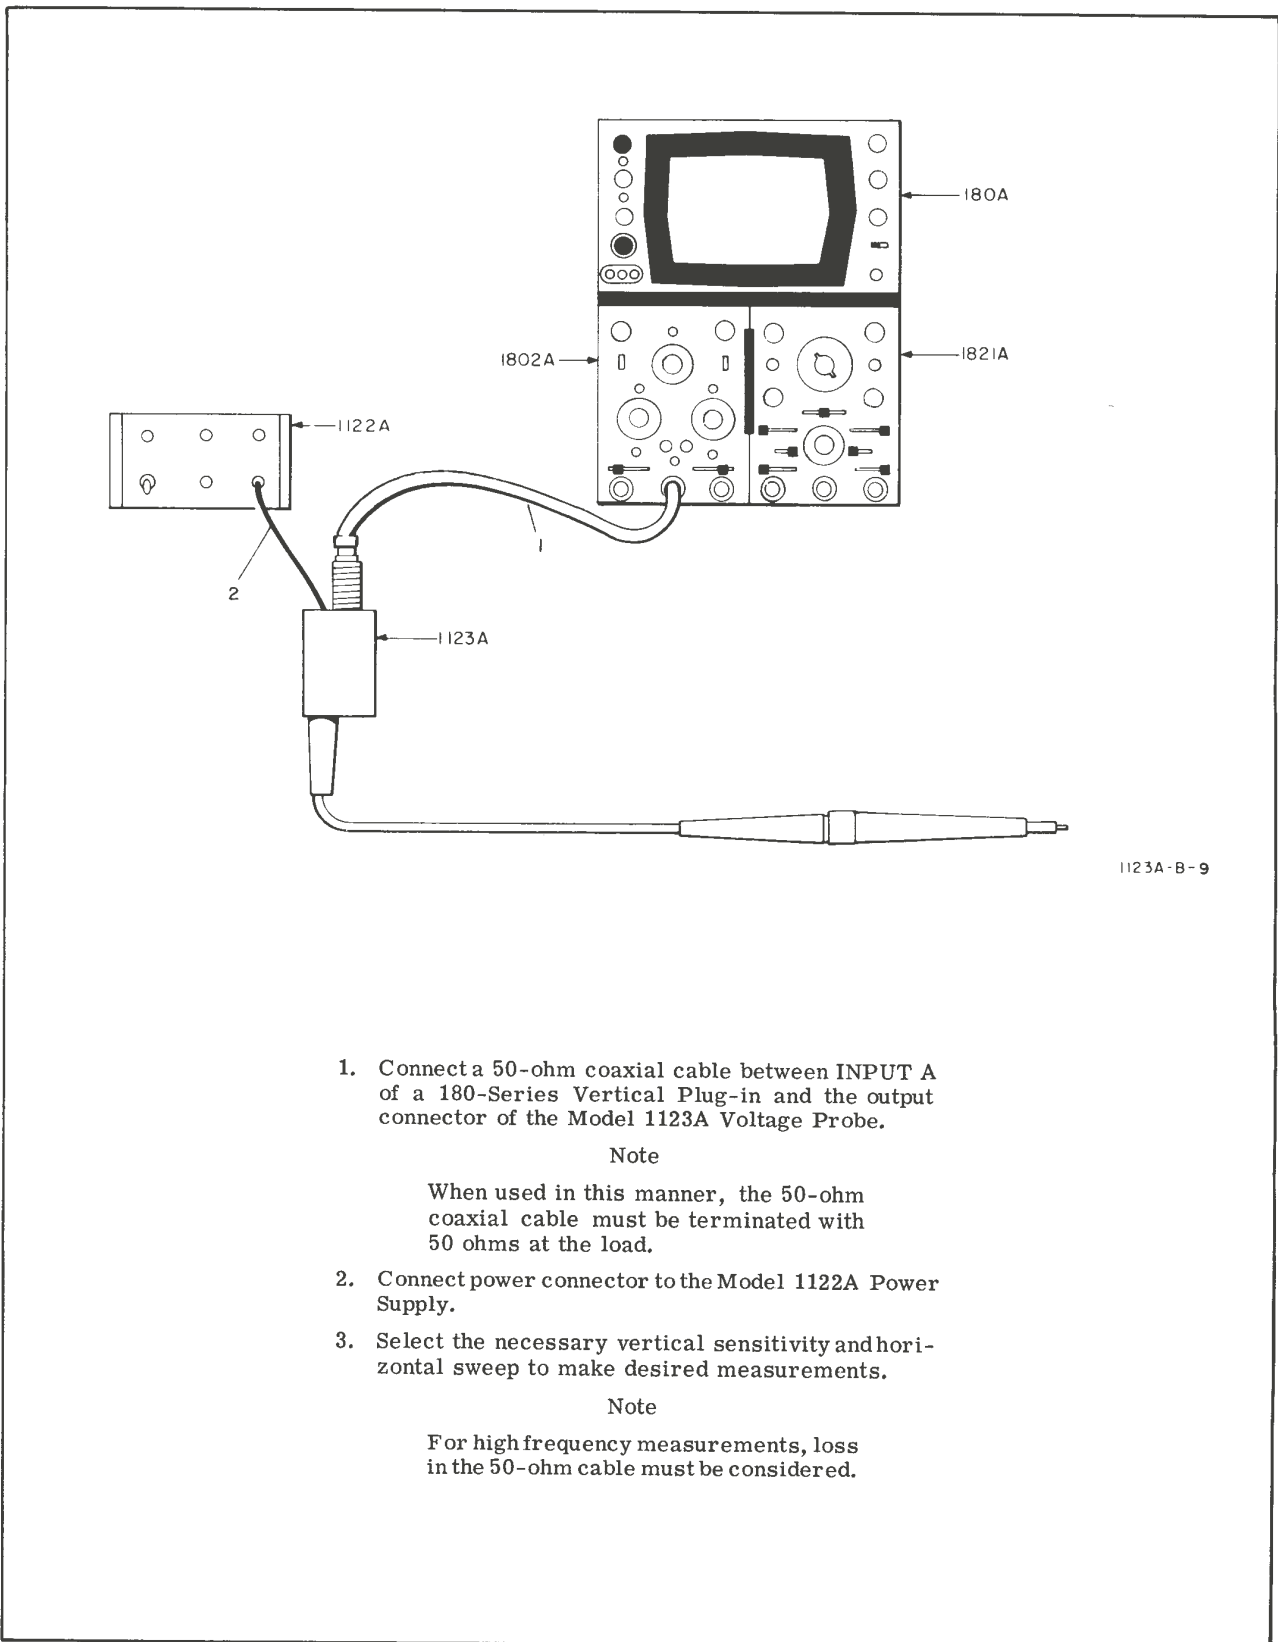 180A
1802A
1821A
1122A
1
2
1123A
1123A-B-9
1. Connect a 50-ohm coaxial cable between INPUT A
of a 180-Series Vertical Plug-in and the output
connector of the Model 1123A Voltage Probe.
Note
When used in this manner, the 50-ohm
coaxial cable must be terminated with
50 ohms at the load.
2. Connect power connector to the Model 1122A Power
Supply.
3. Select the necessary vertical sensitivity and hori-
zontal sweep to make desired measurements.
Note
For high frequency measurements, loss
in the 50-ohm cable must be considered.